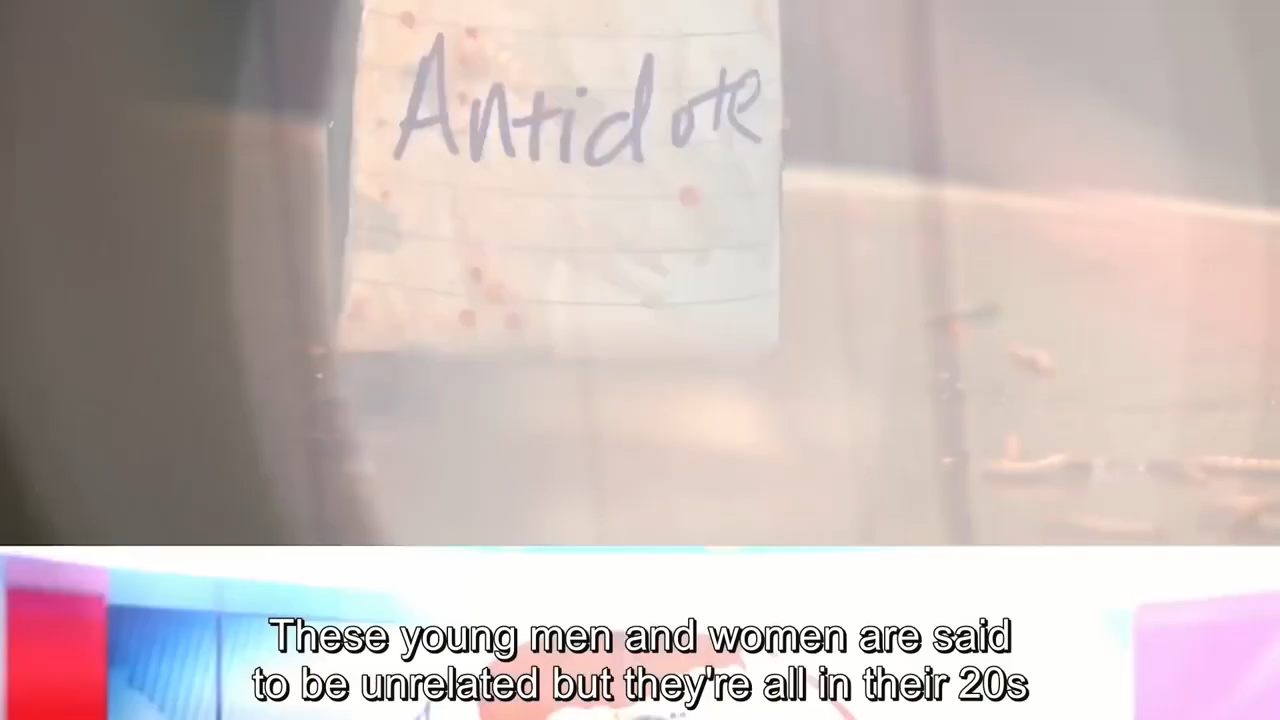 Antidote
These young men and women are said
to be unrelated but they're all in their 20s